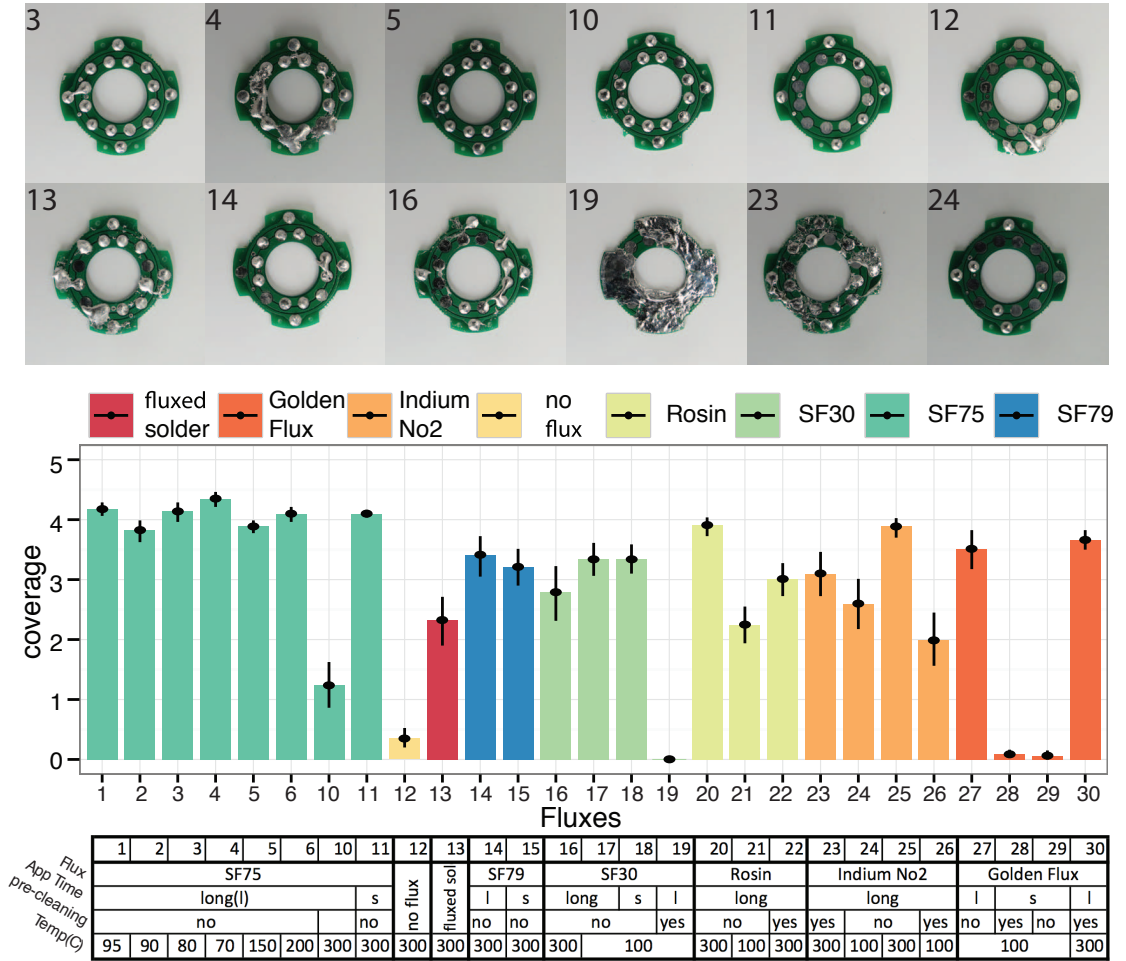 3 4 5 10 11 12
13 14 16 19 23 24
fluxed solder Golden Flux Indium No2 no flux Rosin SF30 SF75 SF79
coverage
5
4
3
2
1
0
1 2 3 4 5 6 10 11 12 13 14 15 16 17 18 19 20 21 22 23 24 25 26 27 28 29 30
Fluxes
Flux 1 2 3 4 5 6 10 11 12 13 14 15 16 17 18 19 20 21 22 23 24 25 26 27 28 29 30
SF75 no flux fluxed sol SF79 SF30 Rosin Indium No2 Golden Flux
App Time long(l) s l s long s l long long l s l
pre-cleaning no no no no no yes no yes yes no yes no yes no yes
Temp(C) 95 90 80 70 150 200 300 300 300 300 300 300 300 100 300 100 300 300 100 300 100 100 300